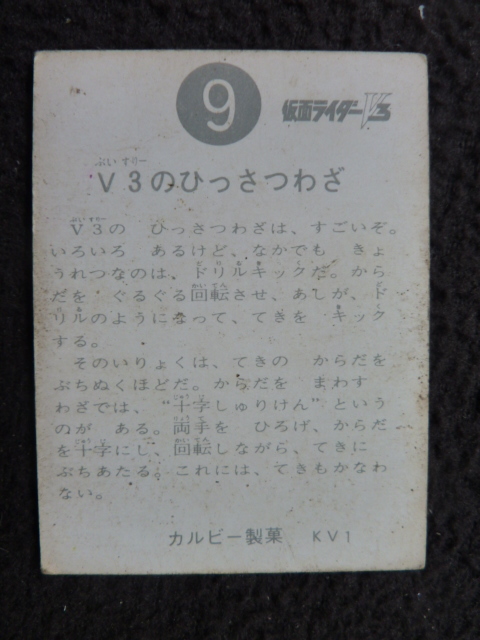 9
仮面ライダーV3
ぶいすりー
V3のひっさつわざ
ぶいすりー
V3の ひっさつわざは、すごいぞ。
いろいろ あるけど、なかでも きょ
うれつなのは、ドリルキックだ。から
だを ぐるぐる回転させ、あしが、ド
リルのようになって、てきを キック
する。
そのいりょくは、てきの からだを
ぶちぬくほどだ。からだを まわす
わざでは、“十字しゅりけん”という
のが ある。両手を ひろげ、からだ
を十字にし、回転しながら、てきに
ぶちあたる。これには、てきもかなわ
ない。
カルビー製菓 KV1